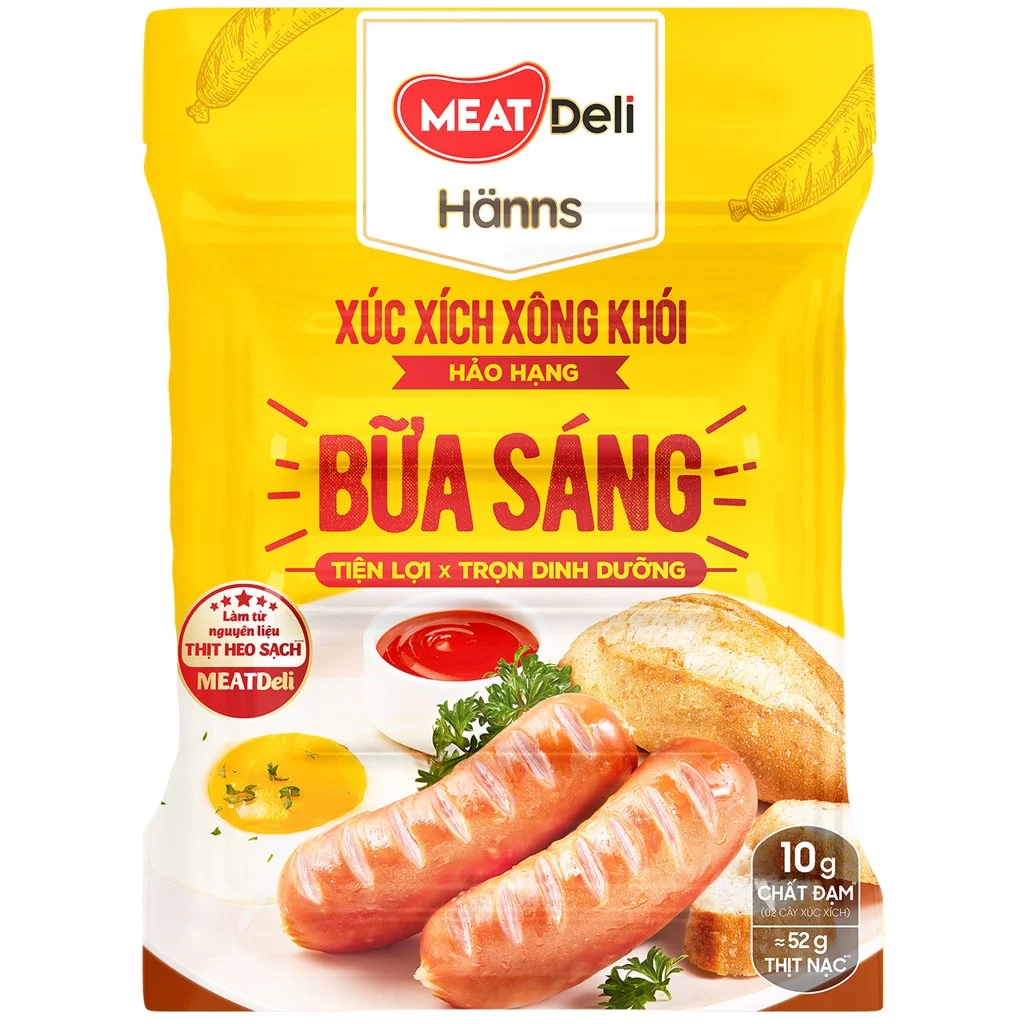 MEAT Deli
Hänns
XÚC XÍCH XÔNG KHÓI
HẢO HẠNG
BỮA SÁNG
TIỆN LỢI x TRỌN DINH DƯỠNG
Làm từ
nguyên liệu
THỊT HEO SẠCH
MEATDeli
10g
CHẤT ĐẠM
(02 CÂY XÚC XÍCH)
≈52g
THỊT NẠC